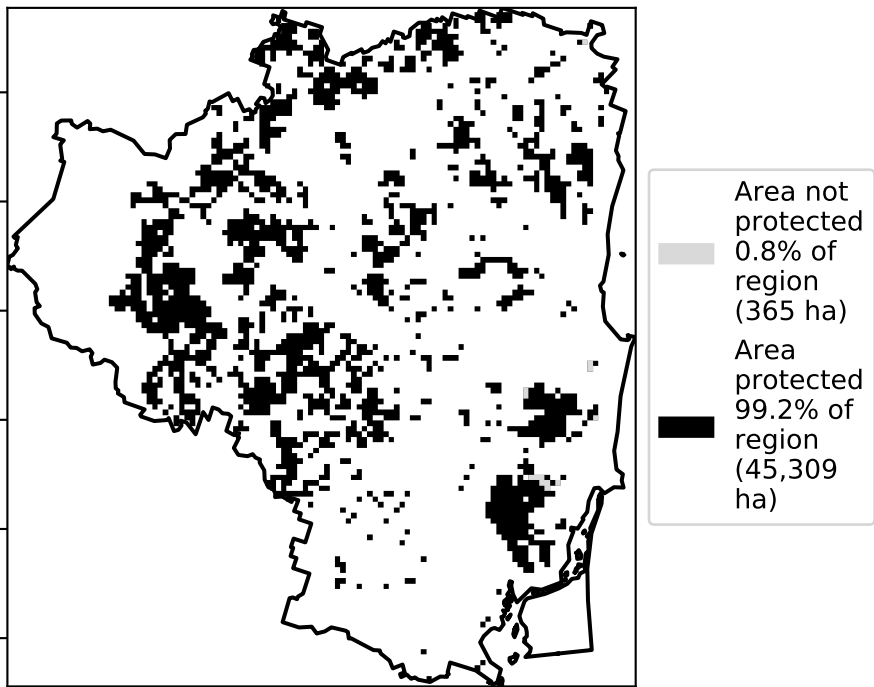 Area not
protected
0.8% of
region
(365 ha)
Area
protected
99.2% of
region
(45,309
ha)